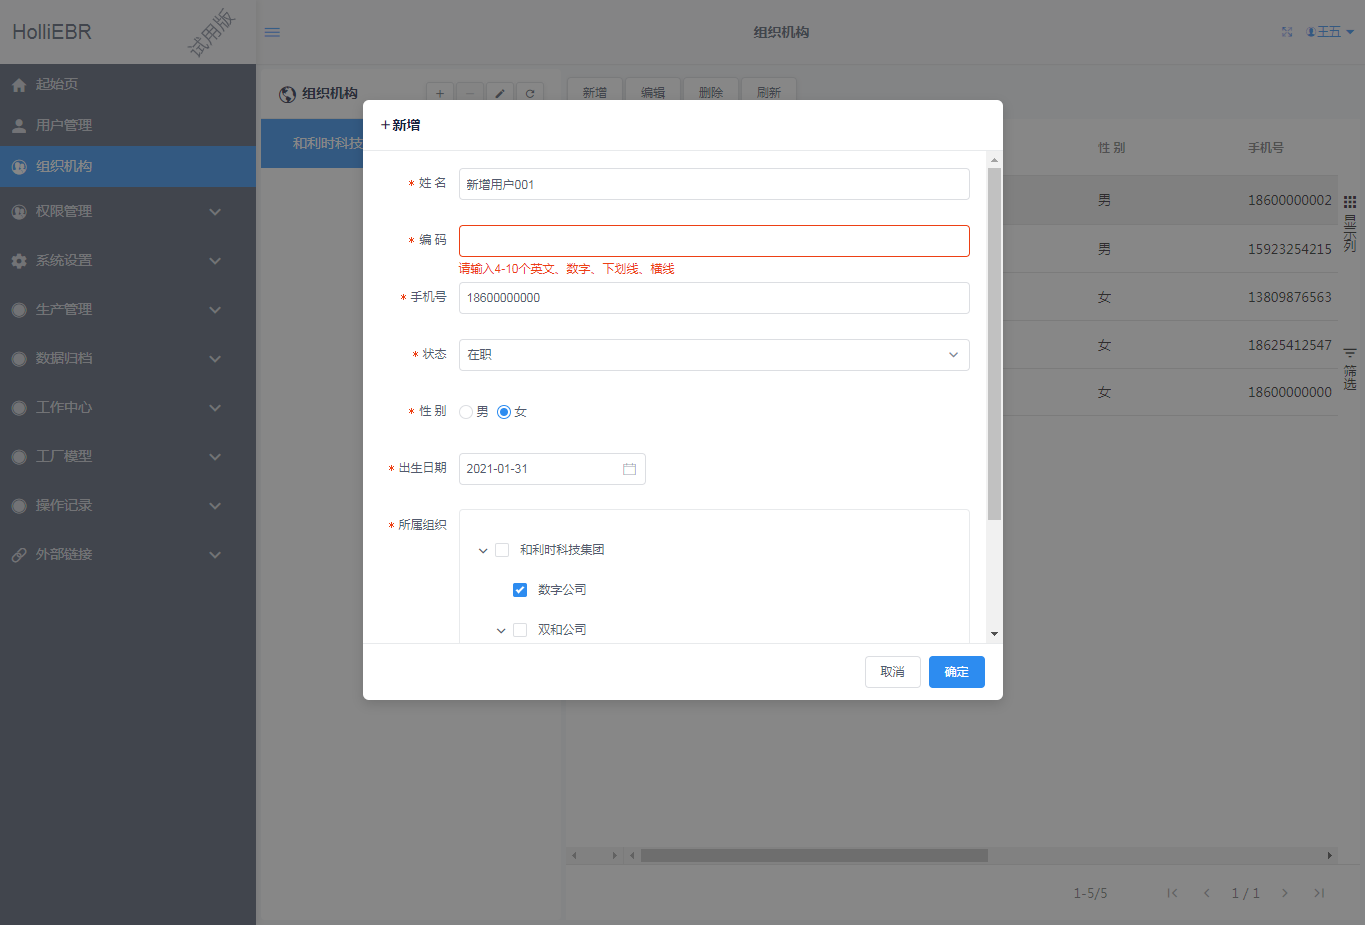 HolliEBR
试用版
组织机构
王五
起始页
用户管理
组织机构
权限管理
系统设置
生产管理
数据归档
工作中心
工厂模型
操作记录
外部链接
组织机构
新增 编辑 删除 刷新
和利时科技
性 别 手机号
男 18600000002
男 15923254215
女 13809876563
女 18625412547
女 18600000000
显示列
筛选
+新增
* 姓 名 新增用户001
* 编 码
请输入4-10个英文、数字、下划线、横线
* 手机号 18600000000
* 状态 在职
* 性 别 男 女
* 出生日期 2021-01-31
* 所属组织
和利时科技集团
数字公司
双和公司
取消 确定
1-5/5 1 / 1